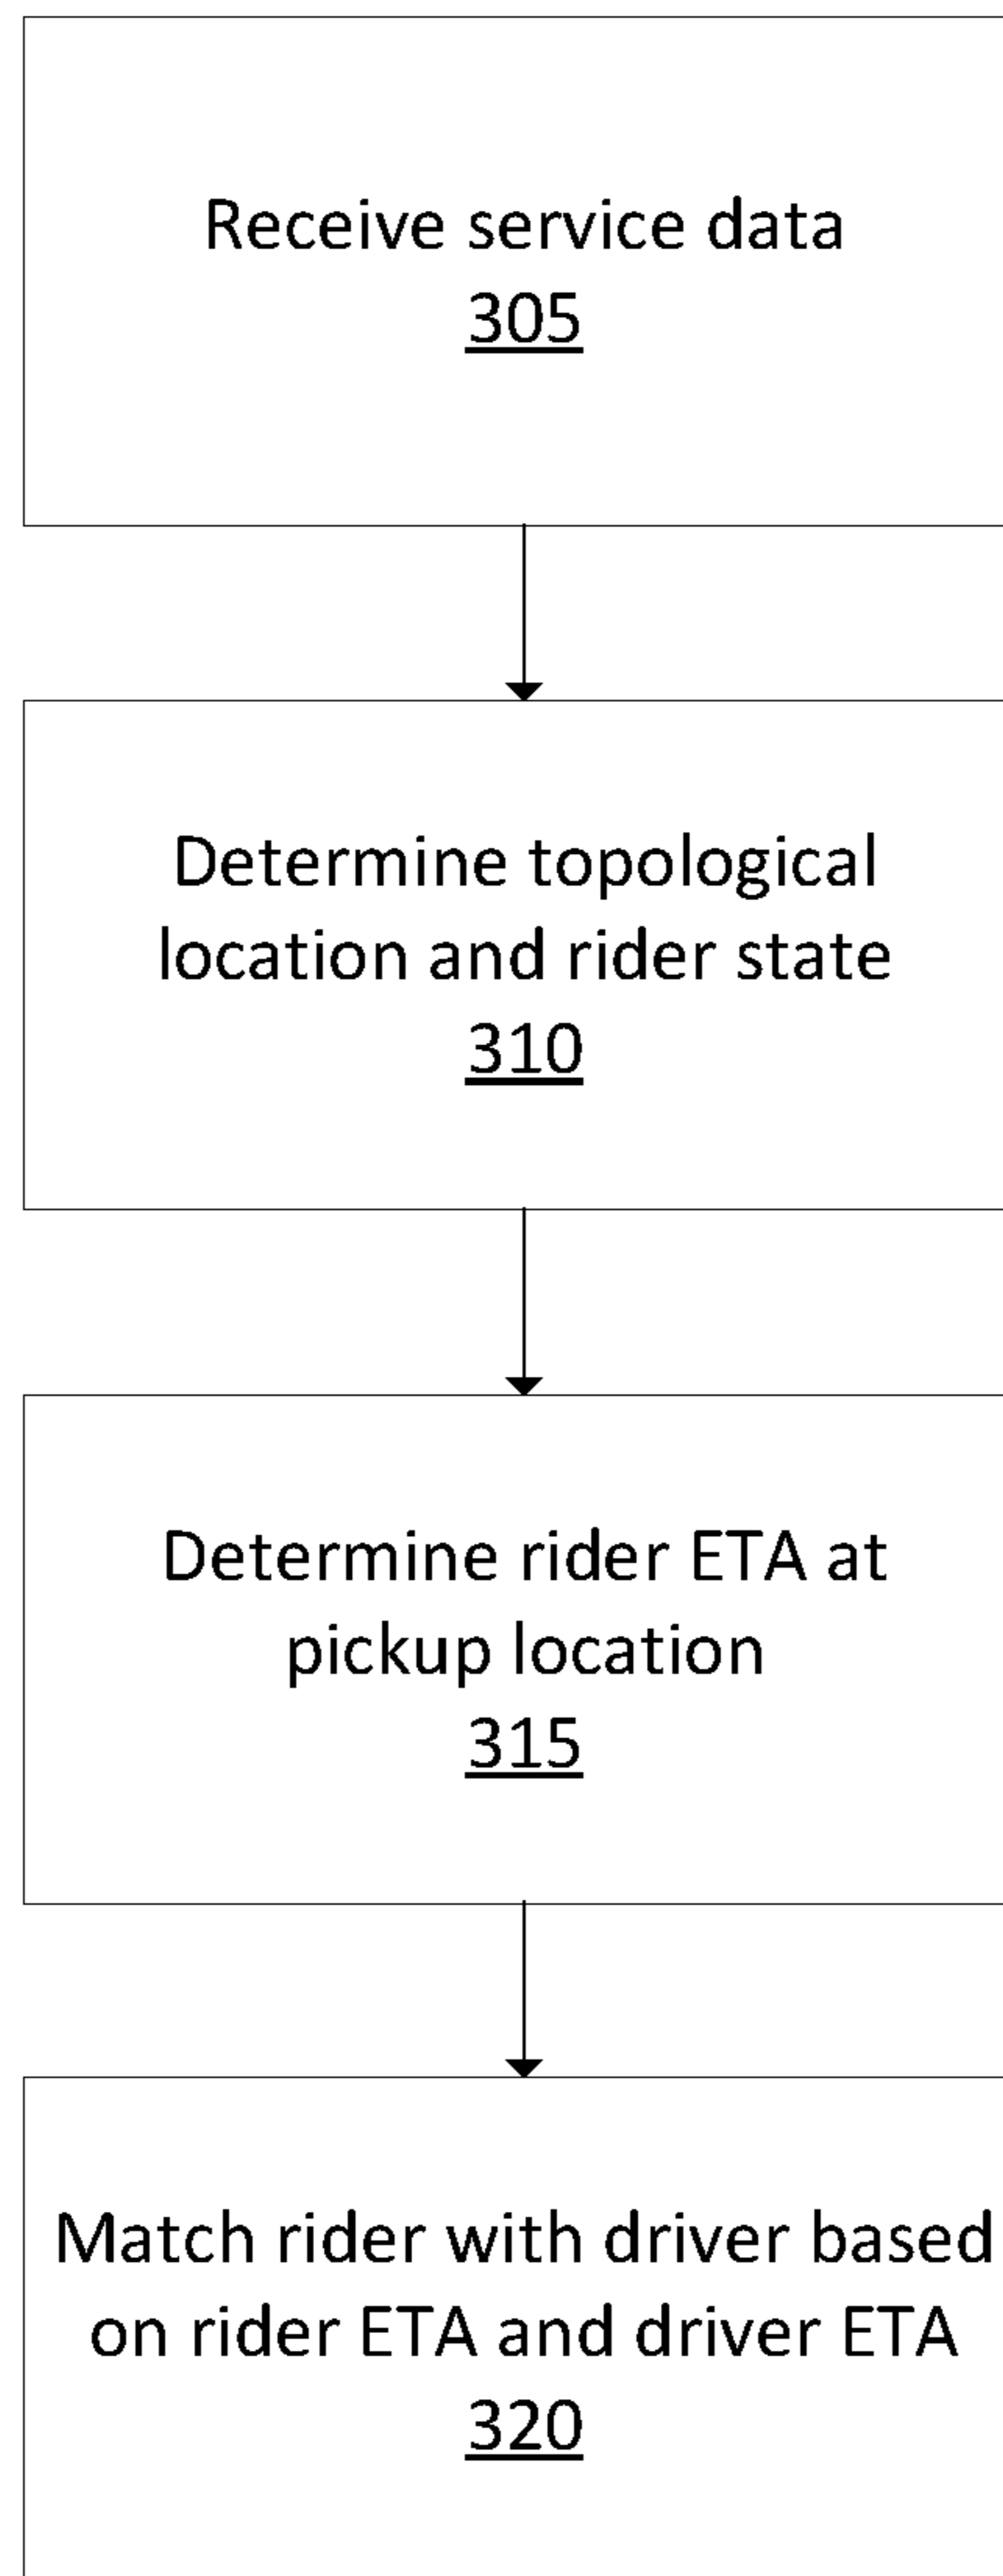 Receive service data
305
Determine topological
location and rider state
310
Determine rider ETA at
pickup location
315
Match rider with driver based
on rider ETA and driver ETA
320